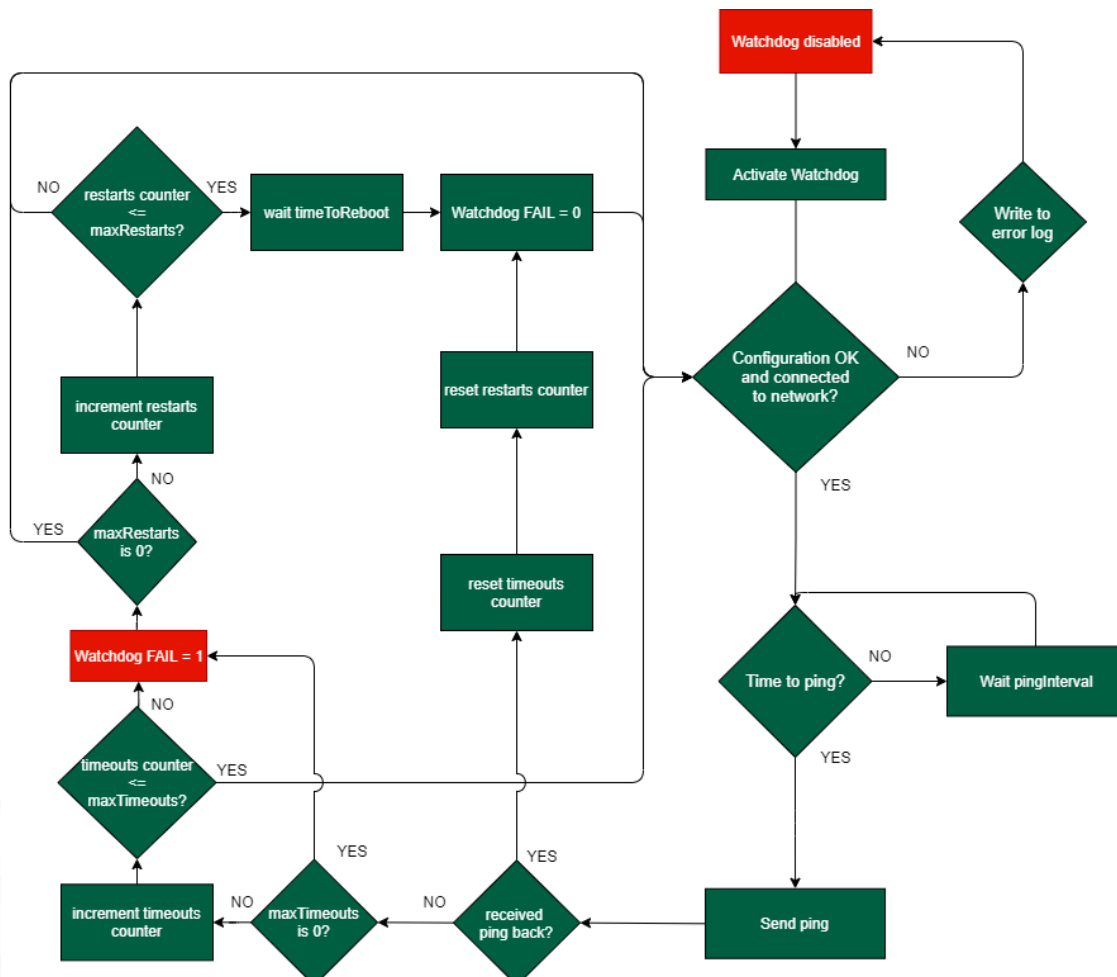 Watchdog disabled
Activate Watchdog
Write to
error log
restarts counter
<=
maxRestarts?
NO
YES
wait timeToReboot
Watchdog FAIL = 0
Configuration OK
and connected
to network?
NO
YES
increment restarts
counter
NO
reset restarts counter
maxRestarts
is 0?
YES
reset timeouts
counter
Watchdog FAIL = 1
NO
Time to ping?
NO
YES
Wait pingInterval
timeouts counter
<=
maxTimeouts?
YES
increment timeouts
counter
NO
maxTimeouts
is 0?
YES
NO
received
ping back?
YES
Send ping